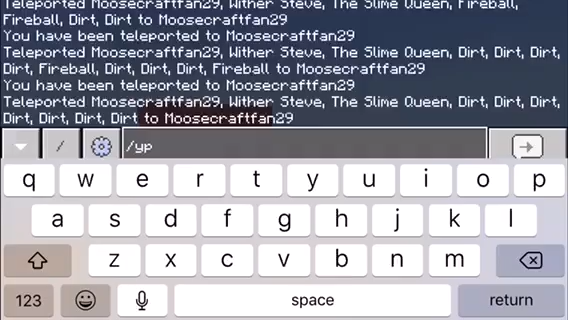 Teleported Moosecraftfan29, Wither Steve, The Slime Queen, Fireball,
Fireball, Dirt, Dirt to Moosecraftfan29
You have been teleported to Moosecraftfan29
Teleported Moosecraftfan29, Wither Steve, The Slime Queen, Dirt, Dirt, Dirt,
Dirt, Fireball, Dirt, Dirt, Dirt, Fireball to Moosecraftfan29
You have been teleported to Moosecraftfan29
Teleported Moosecraftfan29, Wither Steve, The Slime Queen, Dirt, Dirt, Dirt,
Dirt, Dirt, Dirt, Dirt to Moosecraftfan29
/ /yp
q w e r t y u i o p
a s d f g h j k l
z x c v b n m
123 space return